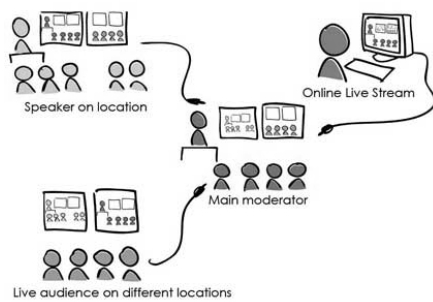 Speaker on location
Online Live Stream
Main moderator
Live audience on different locations